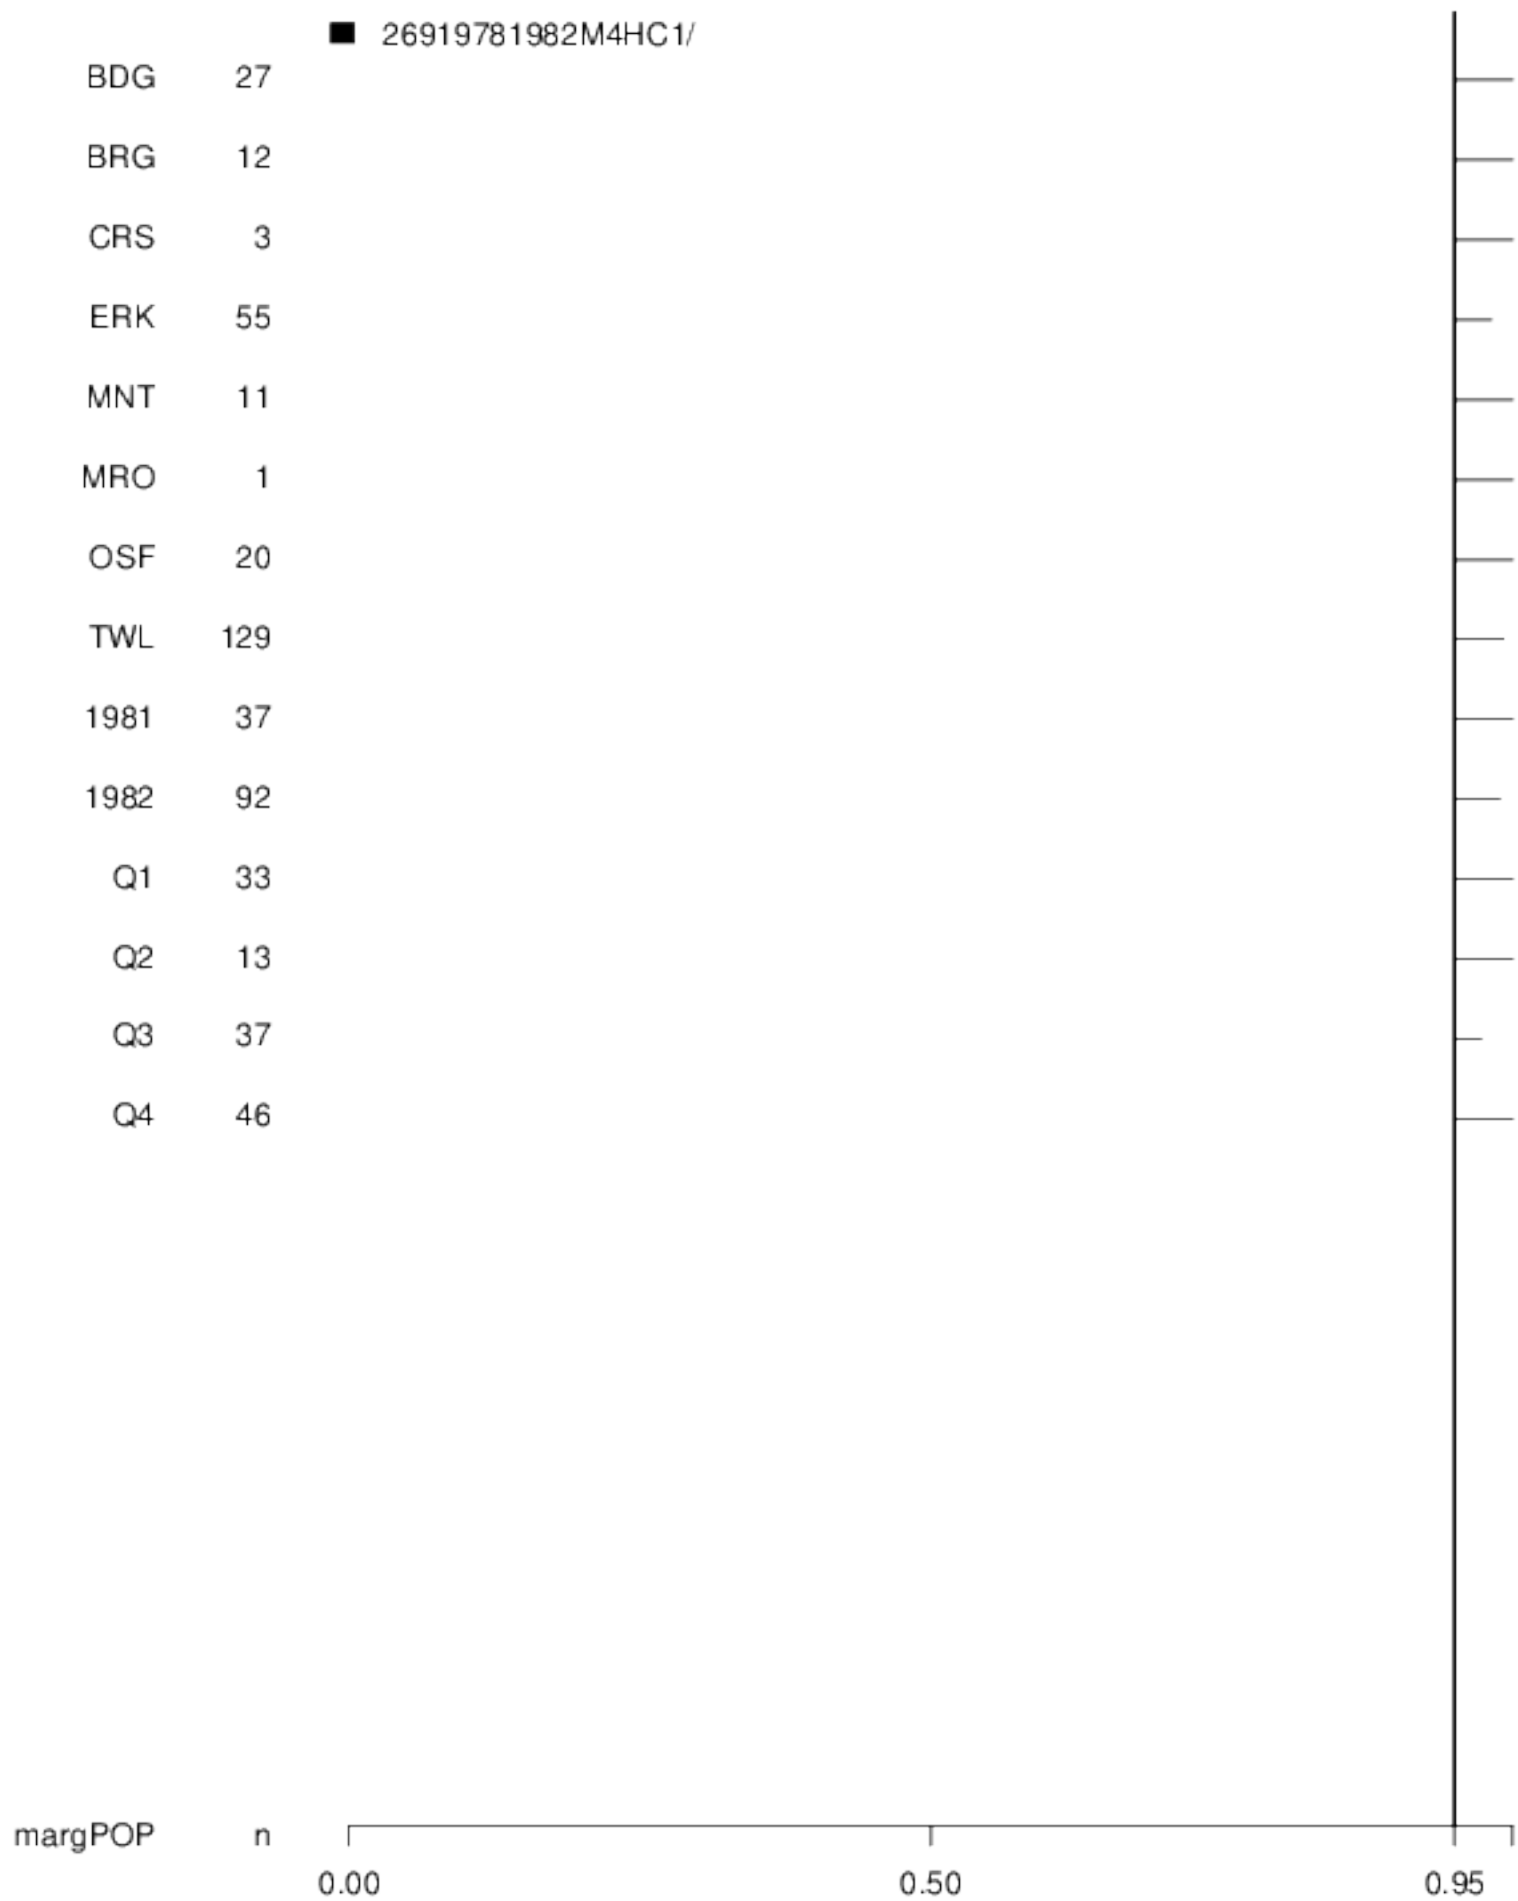 26919781982M4HC1/
BDG 27
BRG 12
CRS 3
ERK 55
MNT 11
MRO 1
OSF 20
TWL 129
1981 37
1982 92
Q1 33
Q2 13
Q3 37
Q4 46
margPOP n
0.00 0.50 0.95